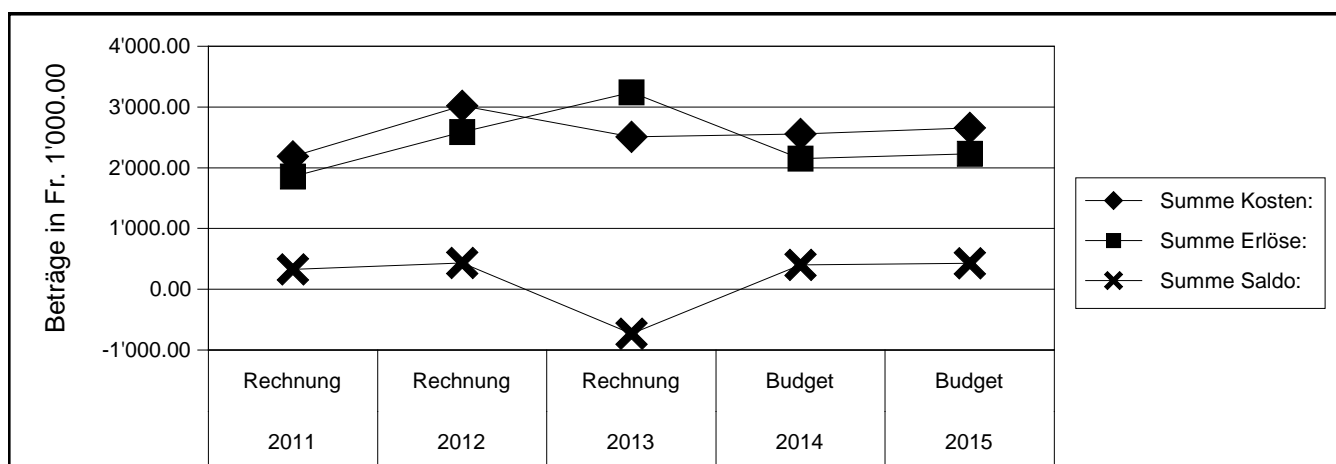 Beträge in Fr. 1'000.00
4'000.00
3'000.00
2'000.00
1'000.00
0.00
-1'000.00
Rechnung Rechnung Rechnung Budget Budget
2011 2012 2013 2014 2015
Summe Kosten:
Summe Erlöse:
Summe Saldo: